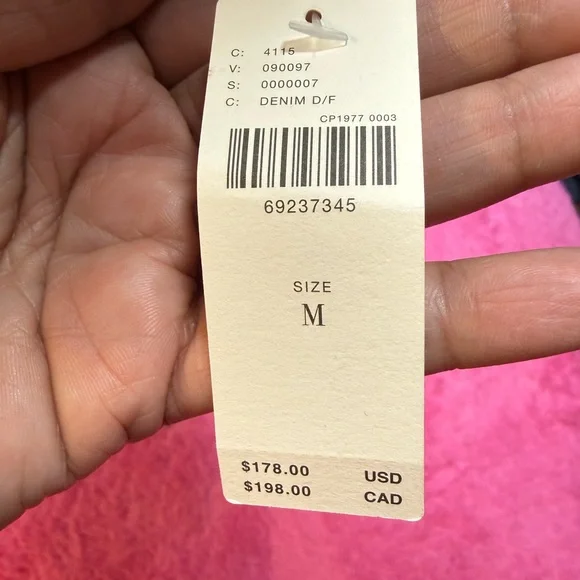 C: 4115
V: 090097
S: 0000007
C: DENIM D/F
CP1977 0003
69237345
SIZE
M
$178.00 USD
$198.00 CAD